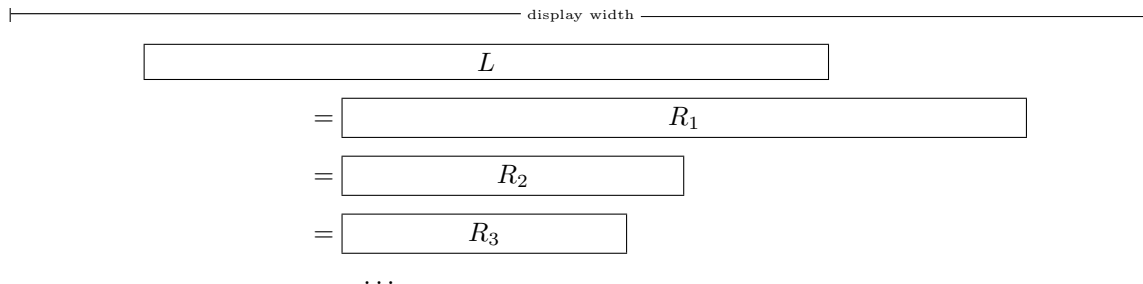 display width
L
= R₁
= R₂
= R₃
...